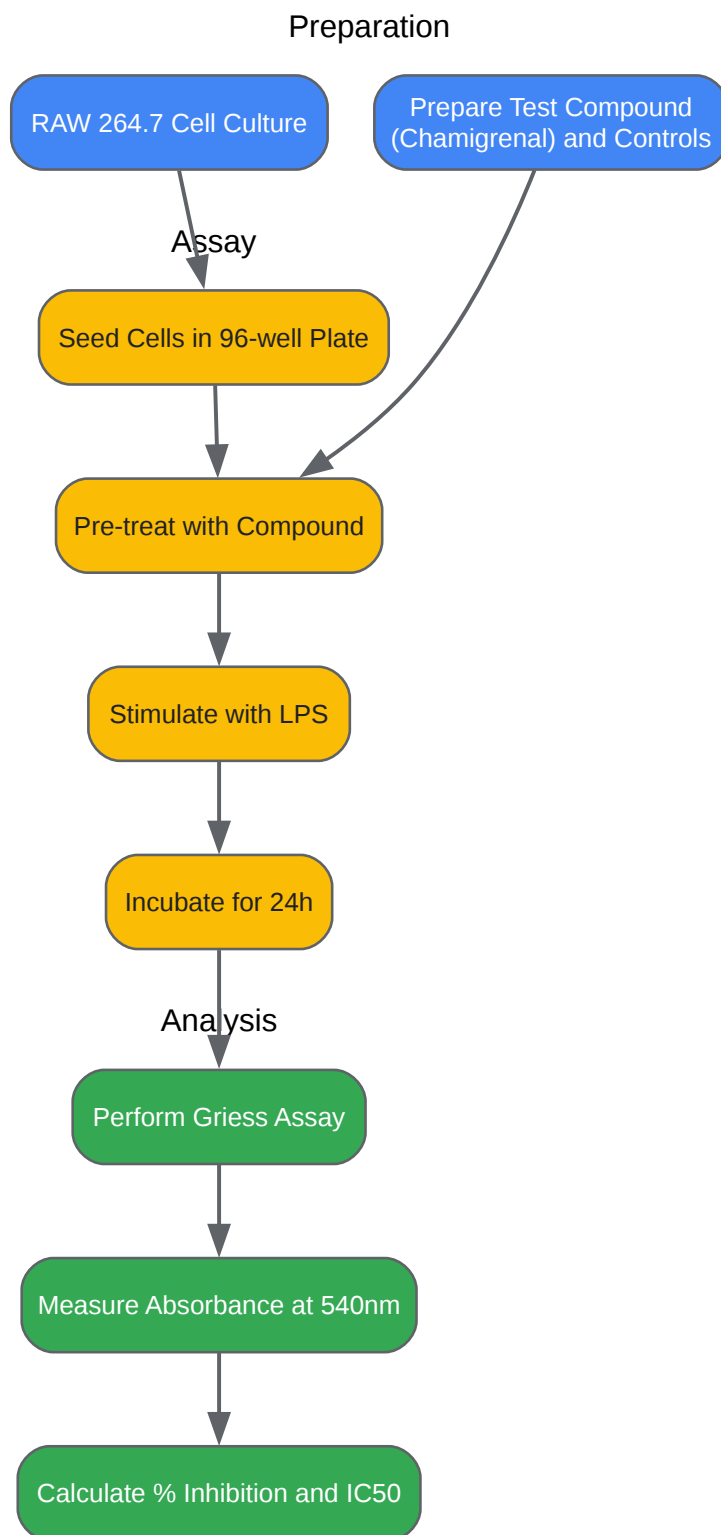 Preparation
RAW 264.7 Cell Culture
Prepare Test Compound
(Chamigrenal) and Controls
Assay
Seed Cells in 96-well Plate
Pre-treat with Compound
Stimulate with LPS
Incubate for 24h
Analysis
Perform Griess Assay
Measure Absorbance at 540nm
Calculate % Inhibition and IC50